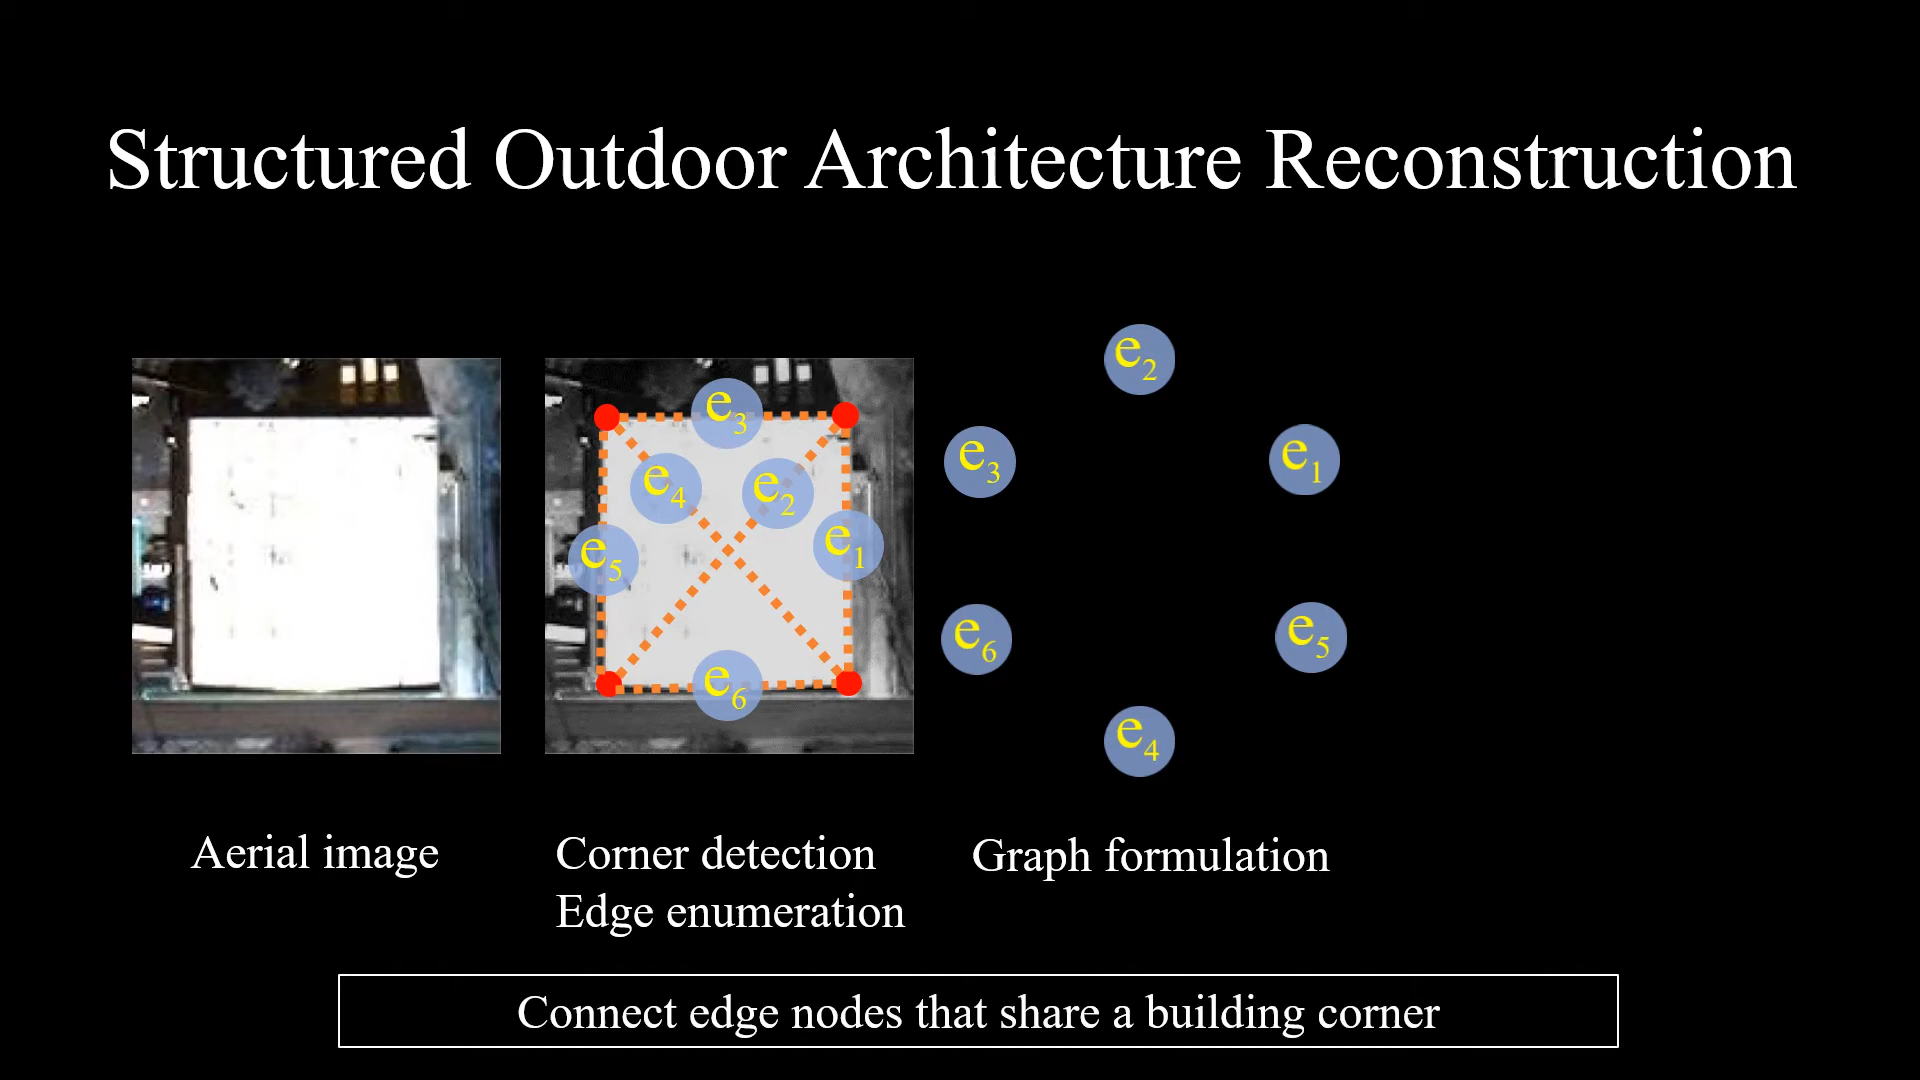 Structured Outdoor Architecture Reconstruction
e3
e4
e2
e5
e1
e6
e2
e3
e1
e6
e5
e4
Aerial image
Corner detection
Edge enumeration
Graph formulation
Connect edge nodes that share a building corner